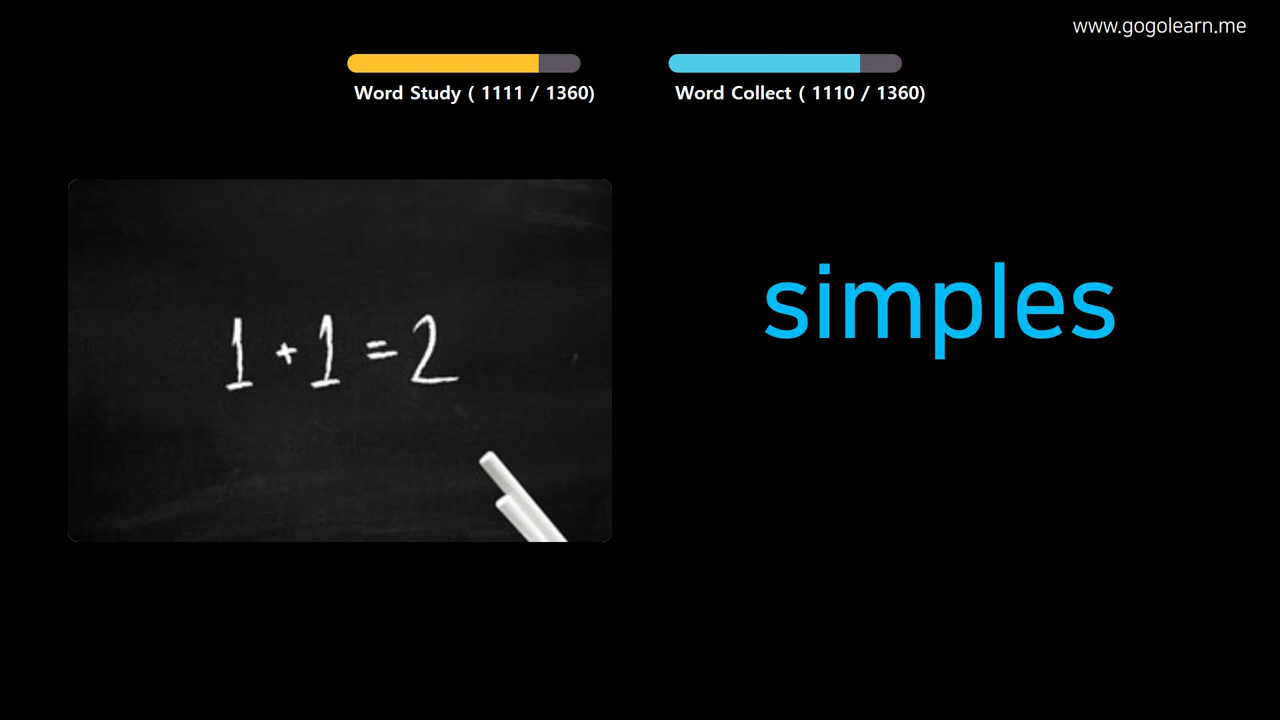 www.gogolearn.me
Word Study ( 1111 / 1360)
Word Collect ( 1110 / 1360)
simples
1 + 1 = 2